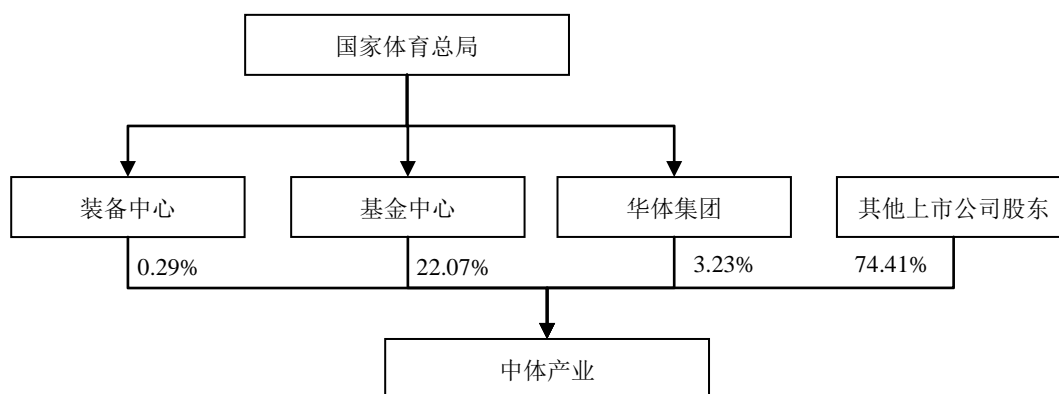 国家体育总局
装备中心
基金中心
华体集团
其他上市公司股东
0.29%
22.07%
3.23%
74.41%
中体产业